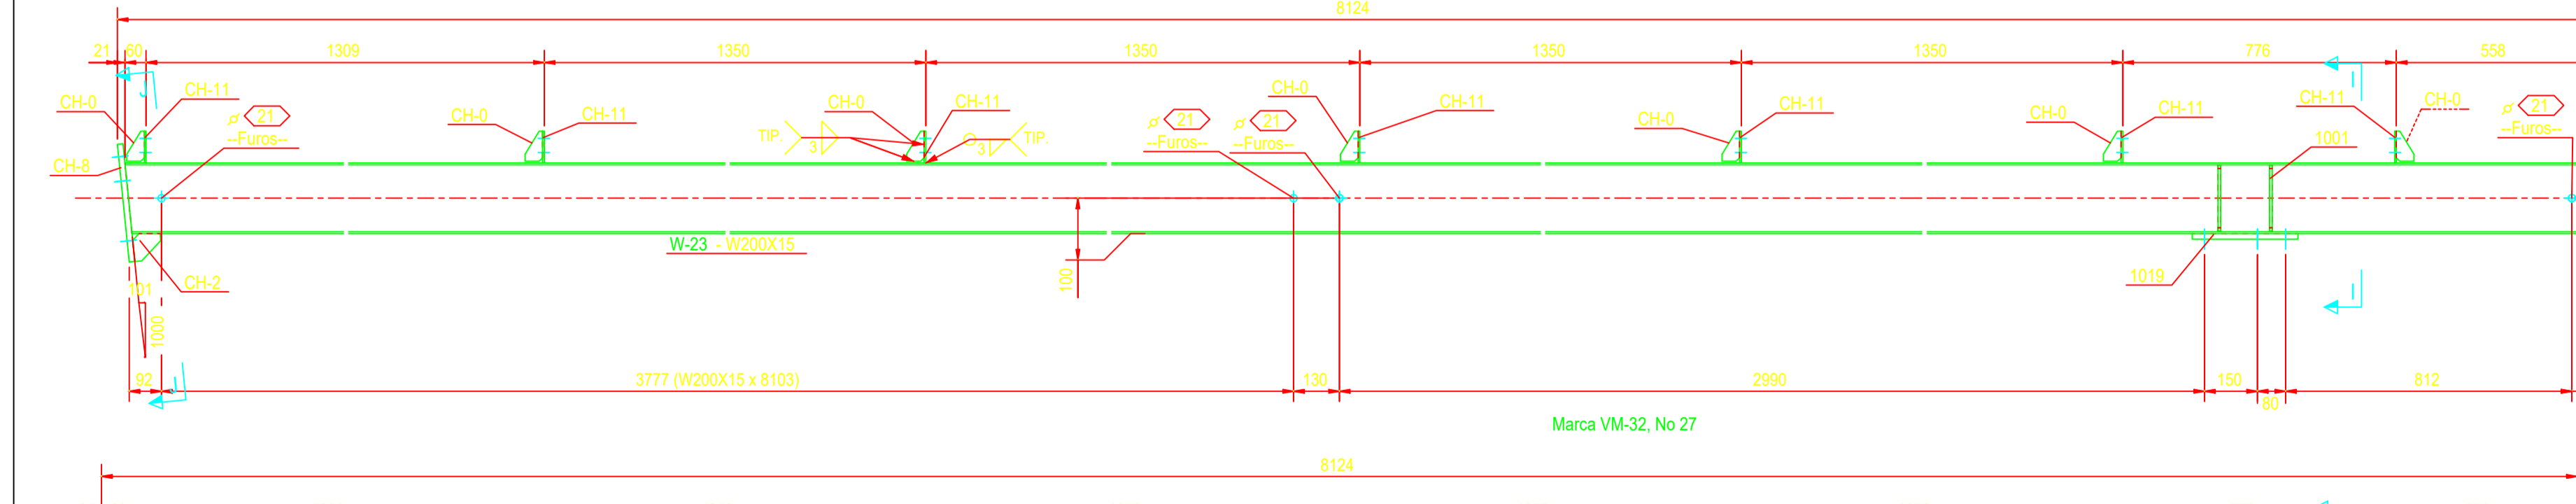 8124
21 60 1309 1350 1350 1350 1350 776 558
J
CH-0 CH-11 ø 21 --Furos--
CH-0 CH-11
CH-0 CH-11
TIP. 3 3 TIP.
ø 21 --Furos--
ø 21 --Furos--
CH-0 CH-11
CH-0 CH-11
CH-0 CH-11
CH-11 CH-0
I
1001
ø 21 --Furos--
CH-8
W-23 - W200X15
100
1019
I
CH-2
101
1000
J
92 3777 (W200X15 x 8103) 130 2990 150 80 812
Marca VM-32, No 27
8124